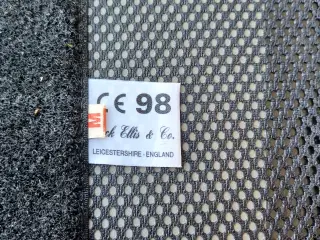 CE 98
M
& Co.
Ellis
LEICESTERSHIRE - ENGLAND